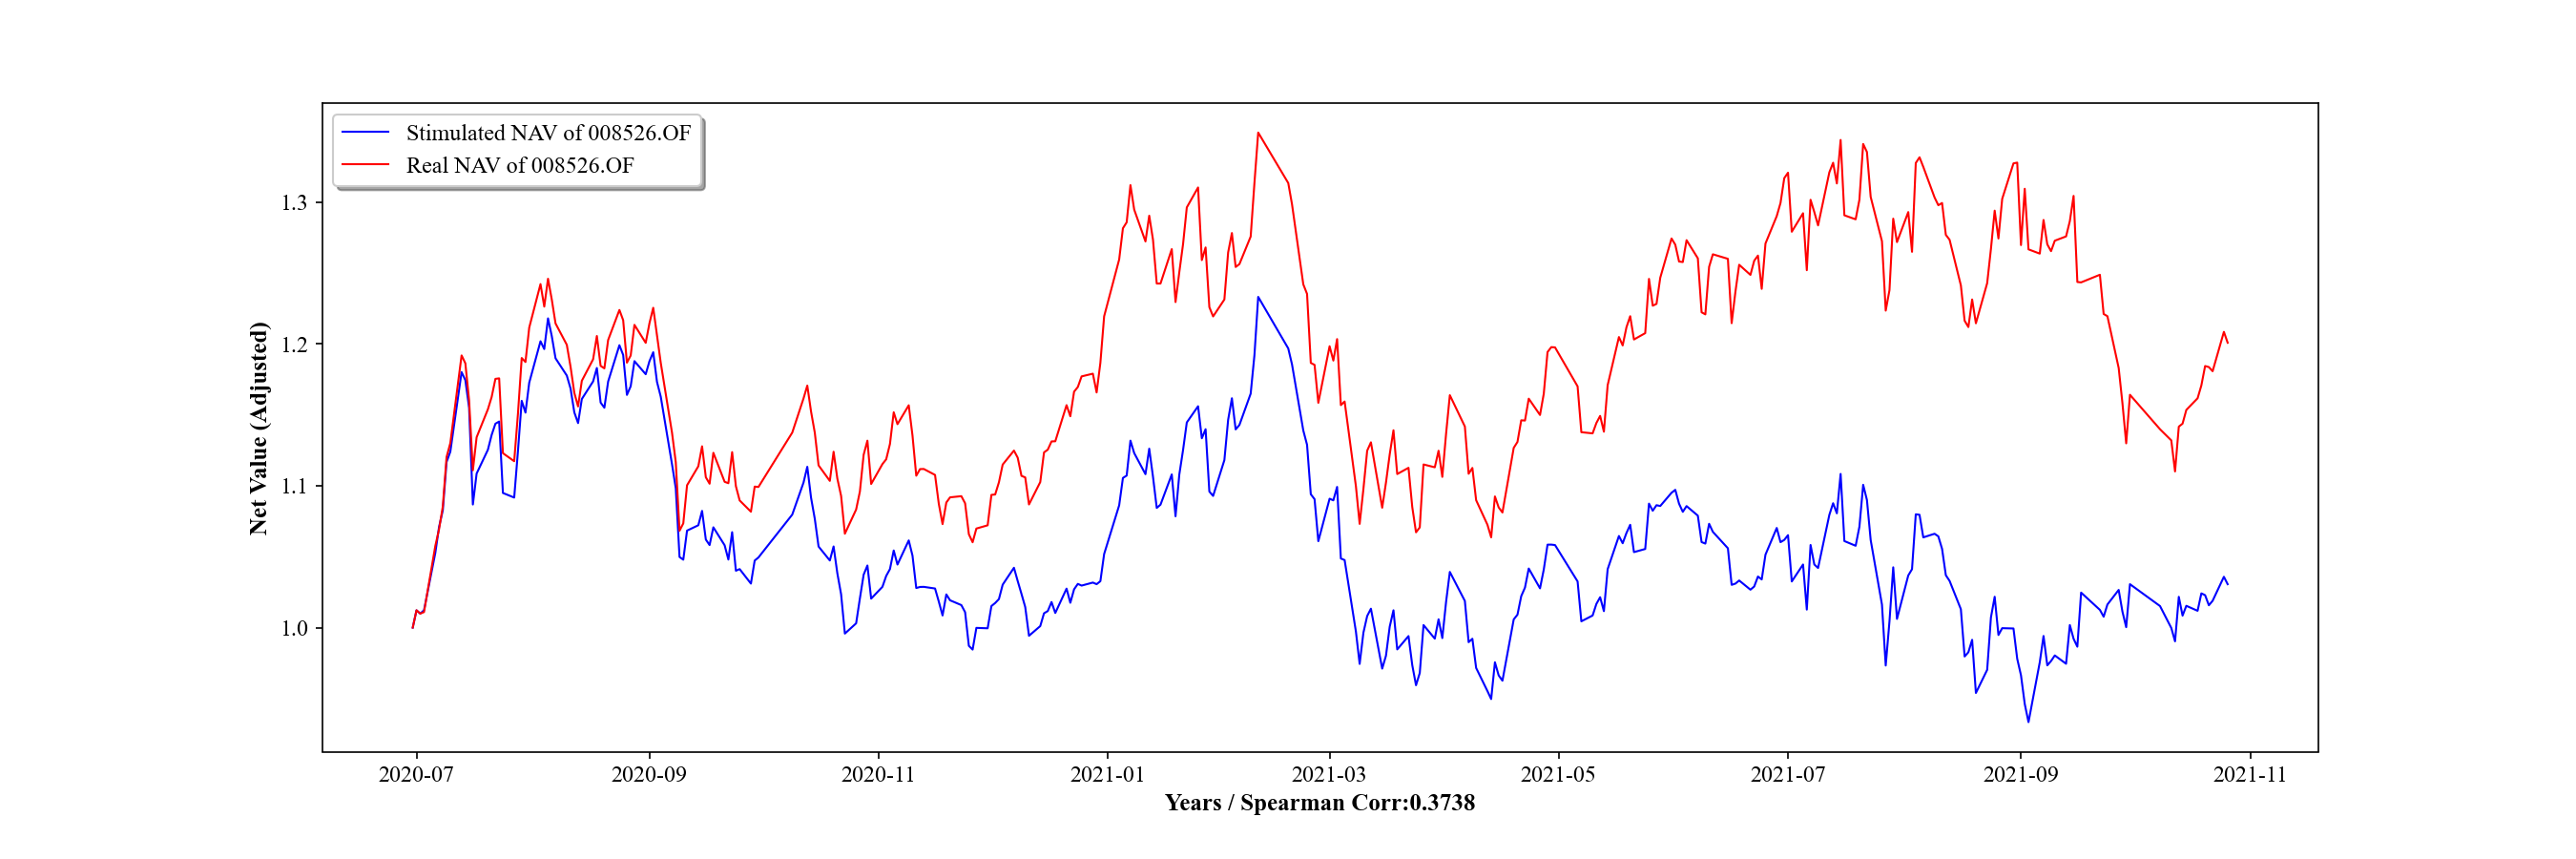 Stimulated NAV of 008526.OF
Real NAV of 008526.OF
Net Value (Adjusted)
1.3
1.2
1.1
1.0
2020-07 2020-09 2020-11 2021-01 2021-03 2021-05 2021-07 2021-09 2021-11
Years / Spearman Corr:0.3738